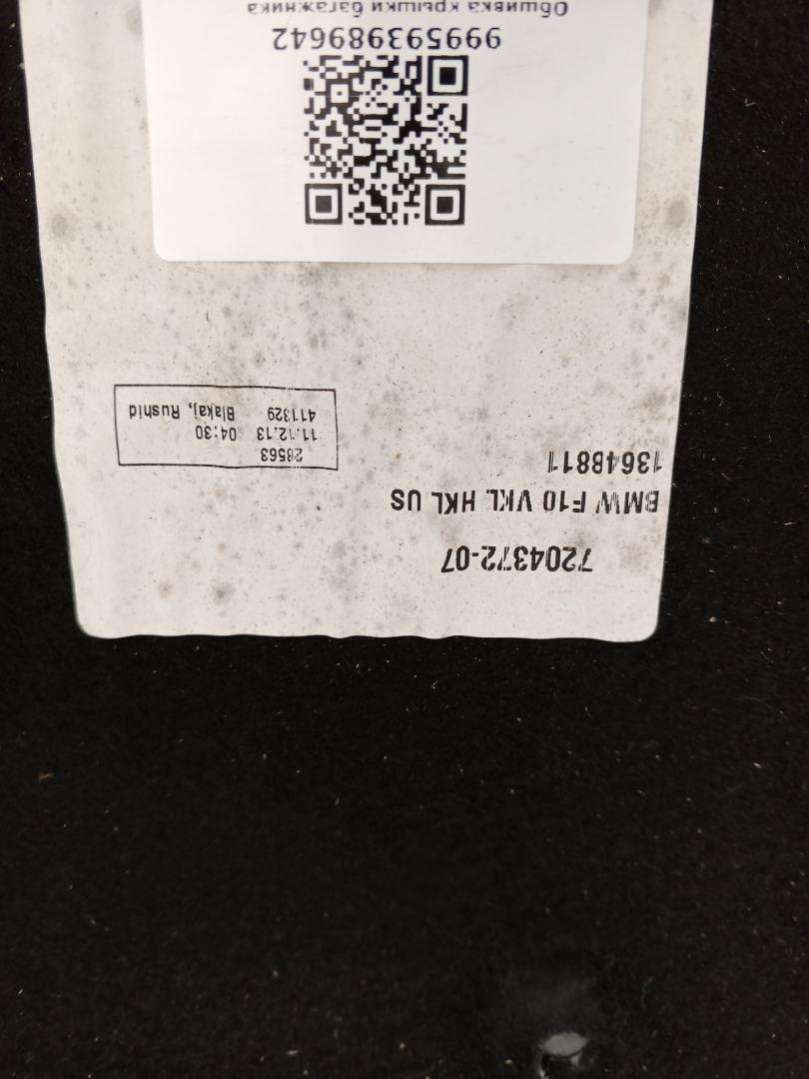 7204372-07
BMW F10 VKL HKL US
13648811
28563
11.12.13 04:30
411329 Blakaj, Rushid
999593989642
Обшивка крышки багажника